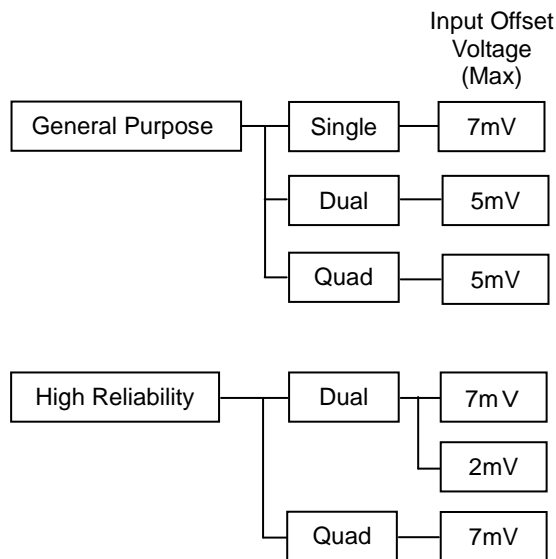 Input Offset
Voltage
(Max)
General Purpose
Single
7mV
Dual
5mV
Quad
5mV
High Reliability
Dual
7mV
2mV
Quad
7mV